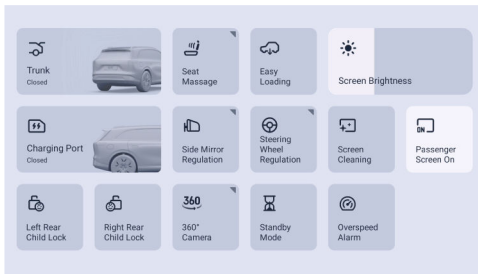 Trunk
Closed
Seat
Massage
Easy
Loading
Screen Brightness
Charging Port
Closed
Side Mirror
Regulation
Steering
Wheel
Regulation
Screen
Cleaning
ON
Passenger
Screen On
Left Rear
Child Lock
Right Rear
Child Lock
360
360°
Camera
Standby
Mode
Overspeed
Alarm